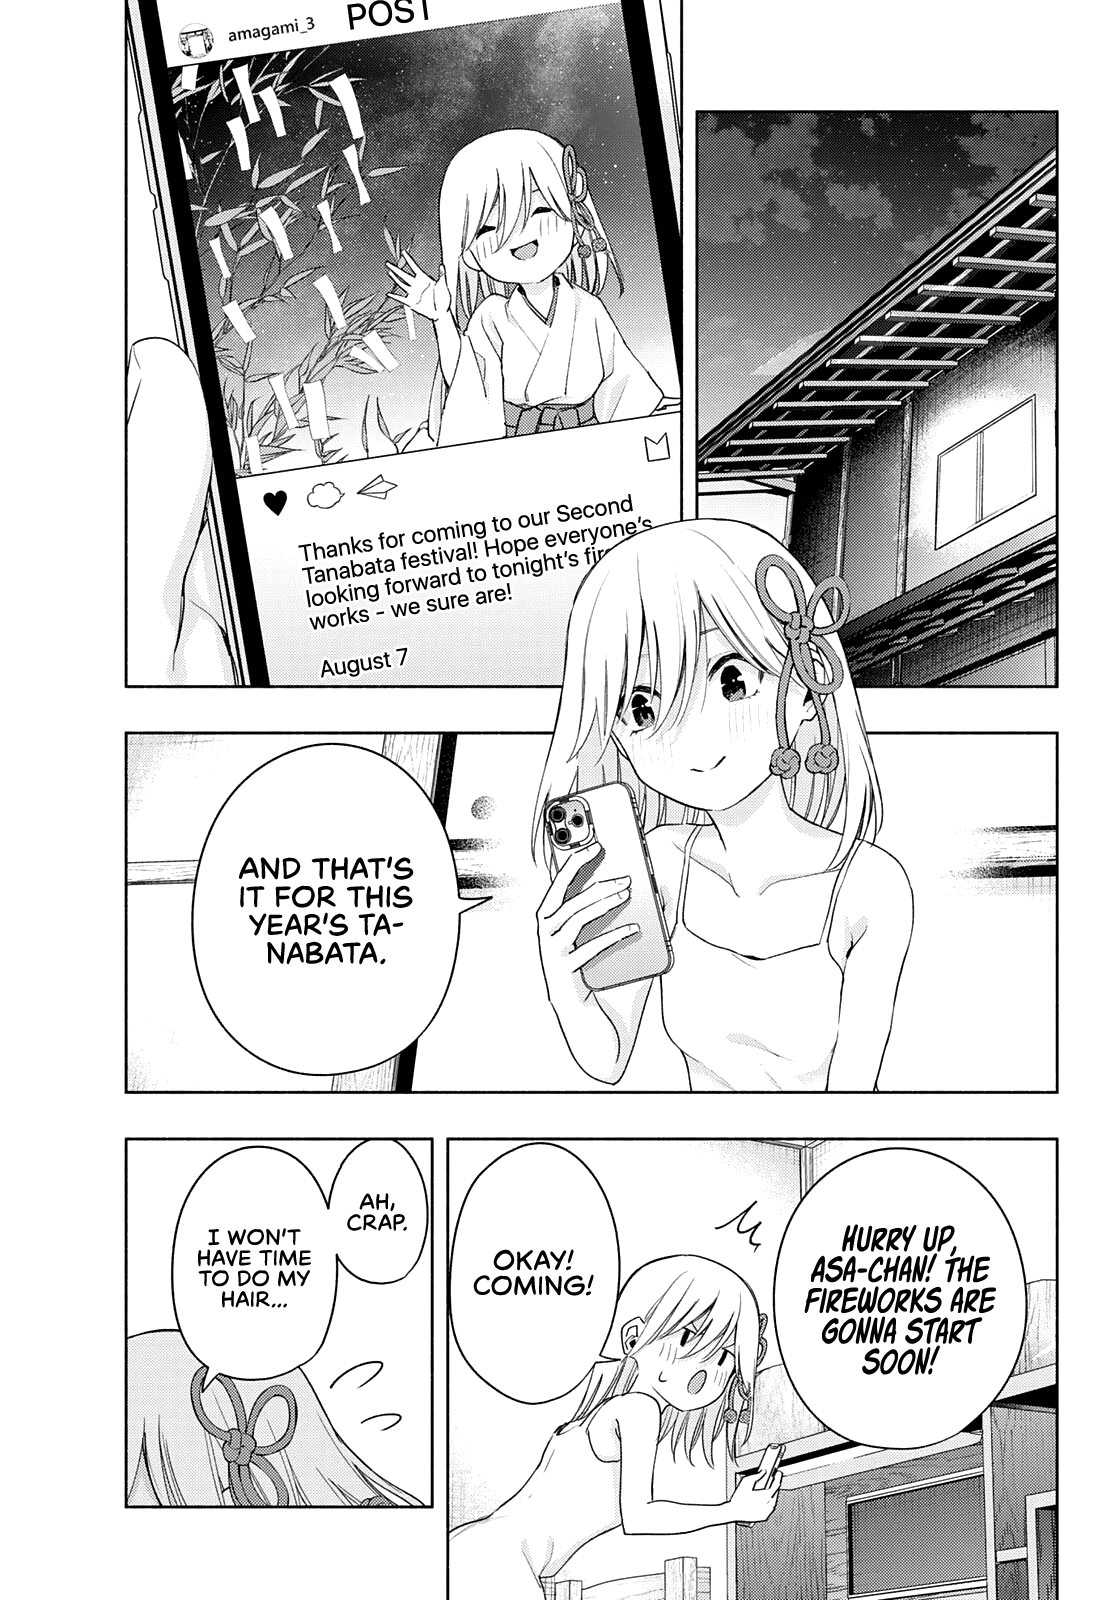 POST
amagami_3
Thanks for coming to our Second
Tanabata festival! Hope everyone's
looking forward to tonight's fire
works - we sure are!
August 7
AND THAT'S
IT FOR THIS
YEAR'S TA-
NABATA.
HURRY UP,
ASA-CHAN! THE
FIREWORKS ARE
GONNA START
SOON!
OKAY!
COMING!
AH,
CRAP.
I WON'T
HAVE TIME
TO DO MY
HAIR...